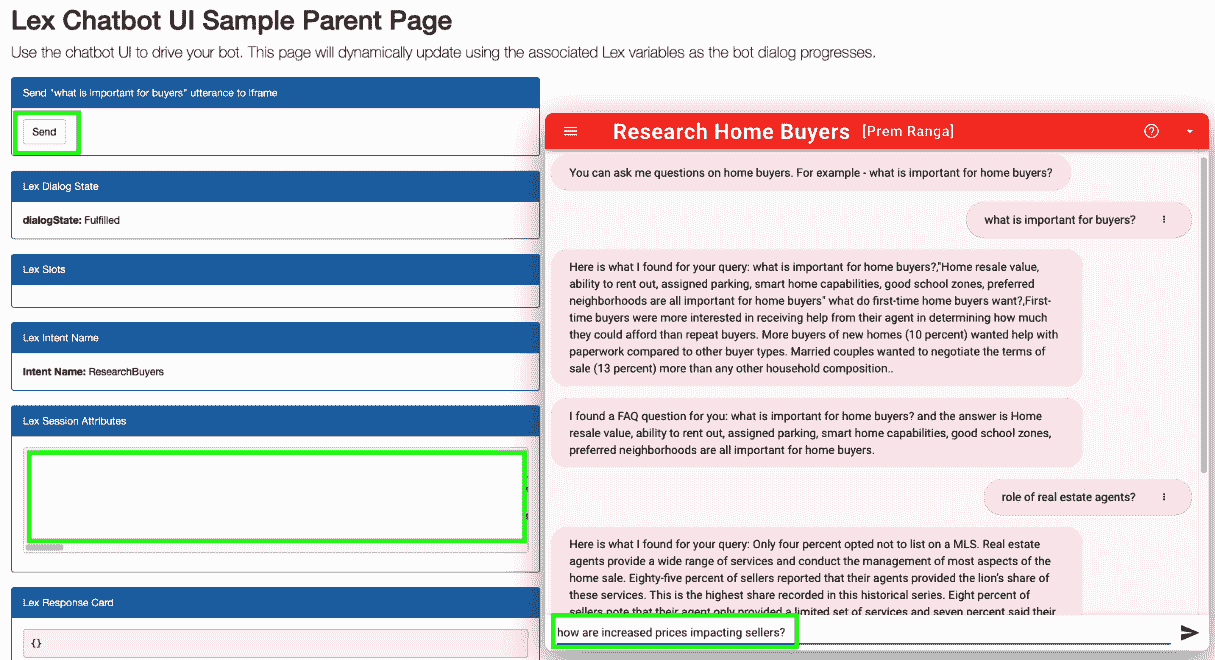 Lex Chatbot UI Sample Parent Page
Use the chatbot UI to drive your bot. This page will dynamically update using the associated Lex variables as the bot dialog progresses.
Send "what is important for buyers" utterance to Iframe
Send
Lex Dialog State
dialogState: Fulfilled
Lex Slots
Lex Intent Name
Intent Name: ResearchBuyers
Lex Session Attributes
Lex Response Card
{}
Research Home Buyers [Prem Ranga]
You can ask me questions on home buyers. For example - what is important for home buyers?
what is important for buyers?
Here is what I found for your query: what is important for home buyers?,"Home resale value,
ability to rent out, assigned parking, smart home capabilities, good school zones, preferred
neighborhoods are all important for home buyers" what do first-time home buyers want?,First-
time buyers were more interested in receiving help from their agent in determining how much
they could afford than repeat buyers. More buyers of new homes (10 percent) wanted help with
paperwork compared to other buyer types. Married couples wanted to negotiate the terms of
sale (13 percent) more than any other household composition..
I found a FAQ question for you: what is important for home buyers? and the answer is Home
resale value, ability to rent out, assigned parking, smart home capabilities, good school zones,
preferred neighborhoods are all important for home buyers.
role of real estate agents?
Here is what I found for your query: Only four percent opted not to list on a MLS. Real estate
agents provide a wide range of services and conduct the management of most aspects of the
home sale. Eighty-five percent of sellers reported that their agents provided the lion's share of
these services. This is the highest share recorded in this historical series. Eight percent of
sellers note that their agent only provided a limited set of services and seven percent said their
how are increased prices impacting sellers?